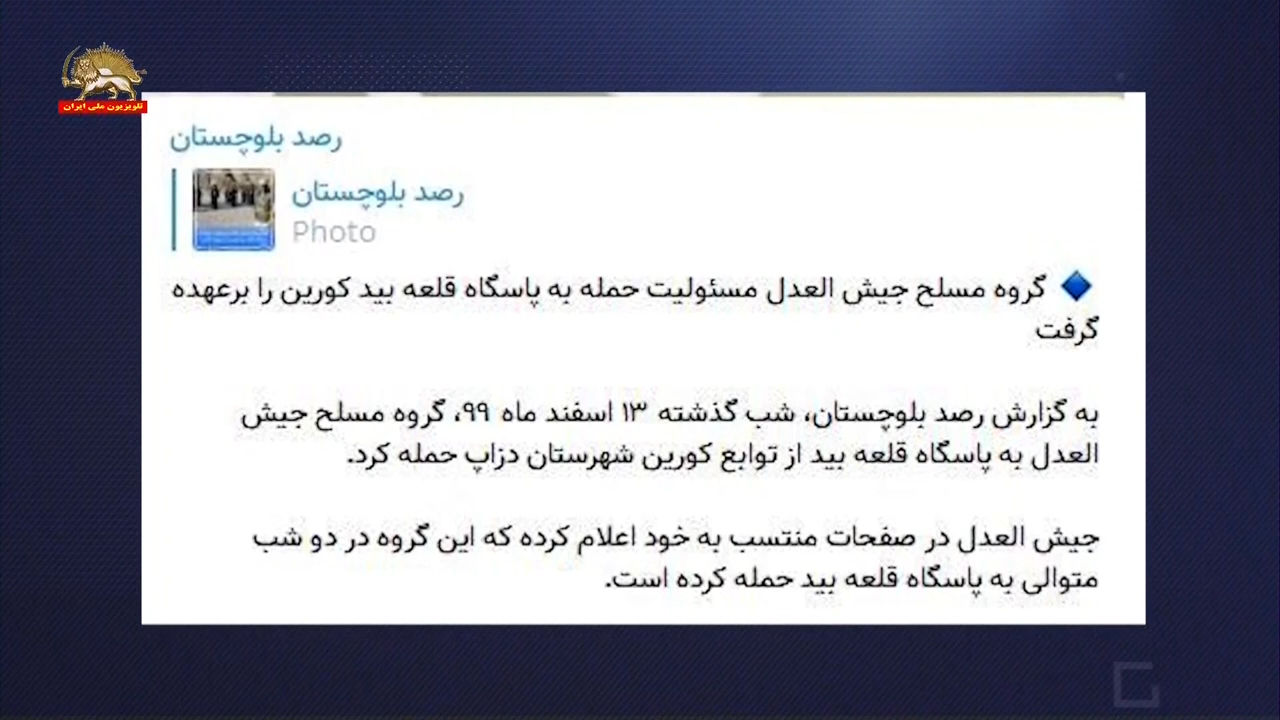 تلویزیون ملی ایران
رصد بلوچستان
رصد بلوچستان
Photo
گروه مسلح جیش العدل مسئولیت حمله به پاسگاه قلعه بید کورین را برعهده
گرفت
به گزارش رصد بلوچستان، شب گذشته ۱۳ اسفند ماه ۹۹، گروه مسلح جیش
العدل به پاسگاه قلعه بید از توابع کورین شهرستان دزاپ حمله کرد.
جیش العدل در صفحات منتسب به خود اعلام کرده که این گروه در دو شب
متوالی به پاسگاه قلعه بید حمله کرده است.